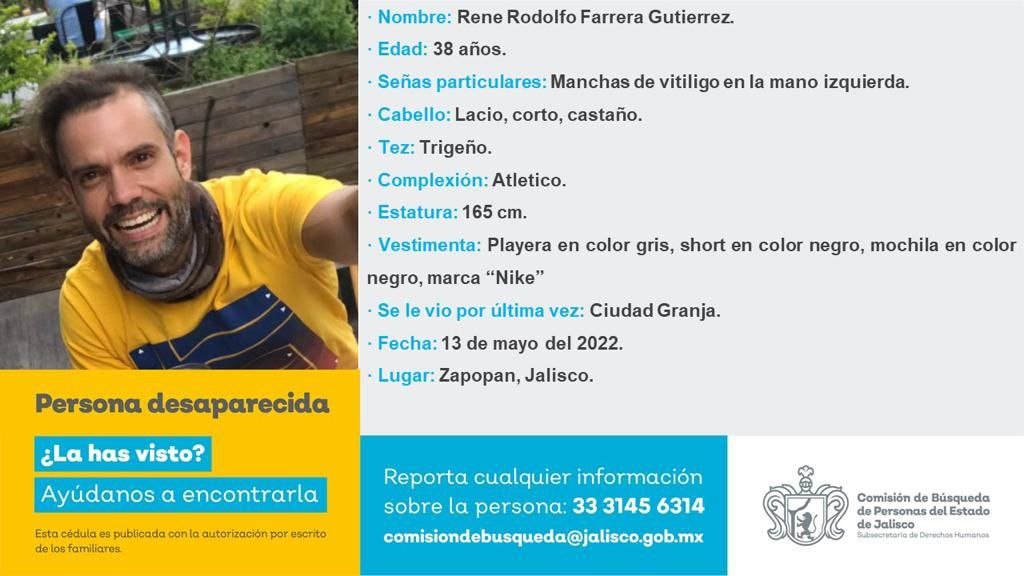 · Nombre: Rene Rodolfo Farrera Gutierrez.
· Edad: 38 años.
· Señas particulares: Manchas de vitiligo en la mano izquierda.
· Cabello: Lacio, corto, castaño.
· Tez: Trigeño.
· Complexión: Atletico.
· Estatura: 165 cm.
· Vestimenta: Playera en color gris, short en color negro, mochila en color
negro, marca “Nike”
· Se le vio por última vez: Ciudad Granja.
· Fecha: 13 de mayo del 2022.
· Lugar: Zapopan, Jalisco.
Persona desaparecida
¿La has visto?
Ayúdanos a encontrarla
Esta cédula es publicada con la autorización por escrito
de los familiares.
Reporta cualquier información
sobre la persona: 33 3145 6314
comisiondebusqueda@jalisco.gob.mx
Comisión de Búsqueda
de Personas del Estado
de Jalisco
Subsecretaría de Derechos Humanos